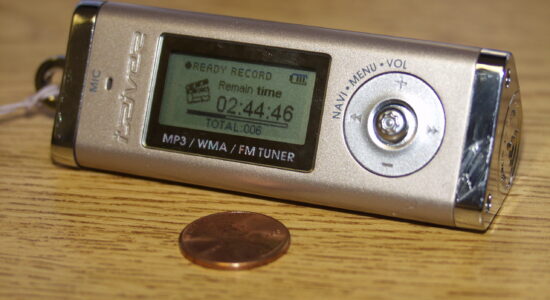 iriver
MIC
READY RECORD
Remain time
02:44:46
TOTAL:006
MP3 / WMA / FM TUNER
NAVI • MENU • VOL
+
−